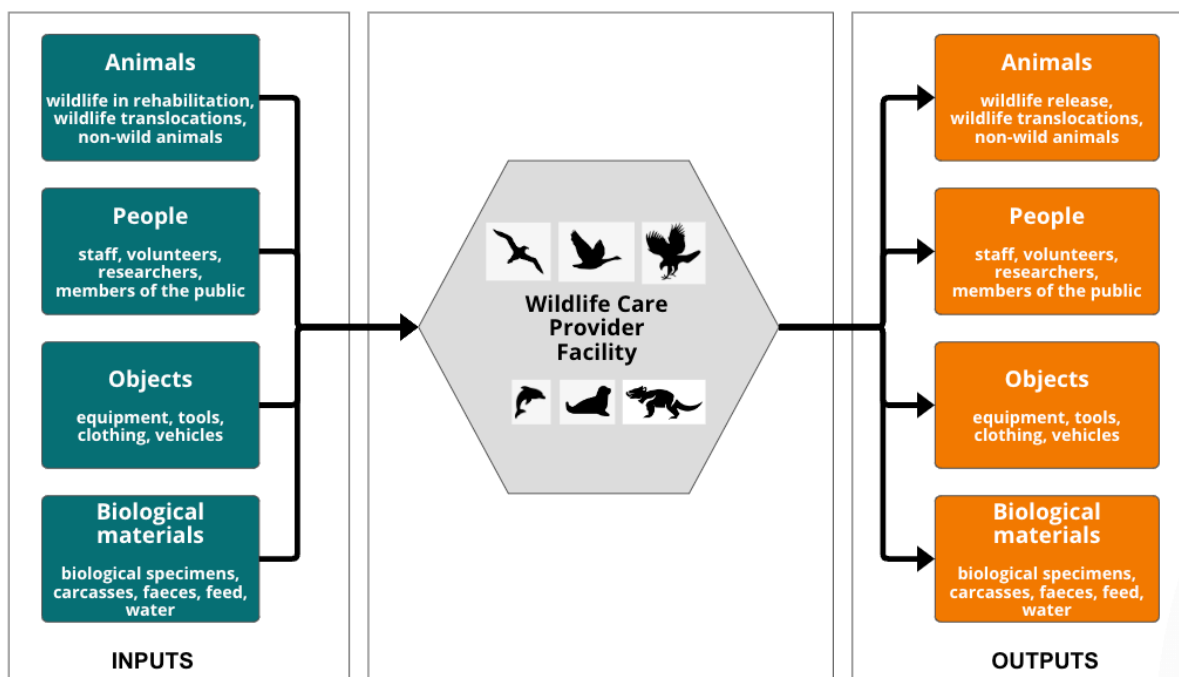 Animals
wildlife in rehabilitation,
wildlife translocations,
non-wild animals
People
staff, volunteers,
researchers,
members of the public
Objects
equipment, tools,
clothing, vehicles
Biological
materials
biological specimens,
carcasses, faeces, feed,
water
INPUTS
Wildlife Care
Provider
Facility
Animals
wildlife release,
wildlife translocations,
non-wild animals
People
staff, volunteers,
researchers,
members of the public
Objects
equipment, tools,
clothing, vehicles
Biological
materials
biological specimens,
carcasses, faeces, feed,
water
OUTPUTS